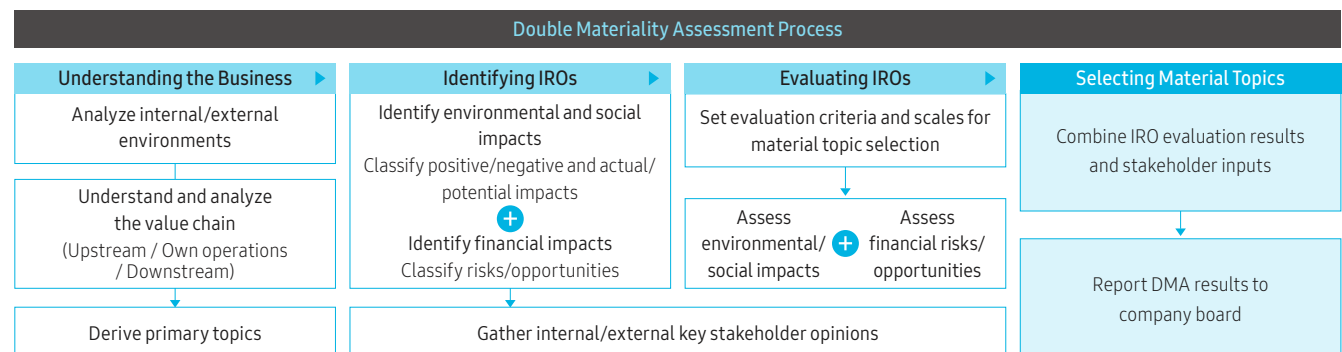 Double Materiality Assessment Process
Understanding the Business
Analyze internal/external
environments
Understand and analyze
the value chain
(Upstream / Own operations
/ Downstream)
Derive primary topics
Identifying IROs
Identify environmental and social
impacts
Classify positive/negative and actual/
potential impacts
+
Identify financial impacts
Classify risks/opportunities
Evaluating IROs
Set evaluation criteria and scales for
material topic selection
Assess
environmental/
social impacts
+
Assess
financial risks/
opportunities
Gather internal/external key stakeholder opinions
Selecting Material Topics
Combine IRO evaluation results
and stakeholder inputs
Report DMA results to
company board